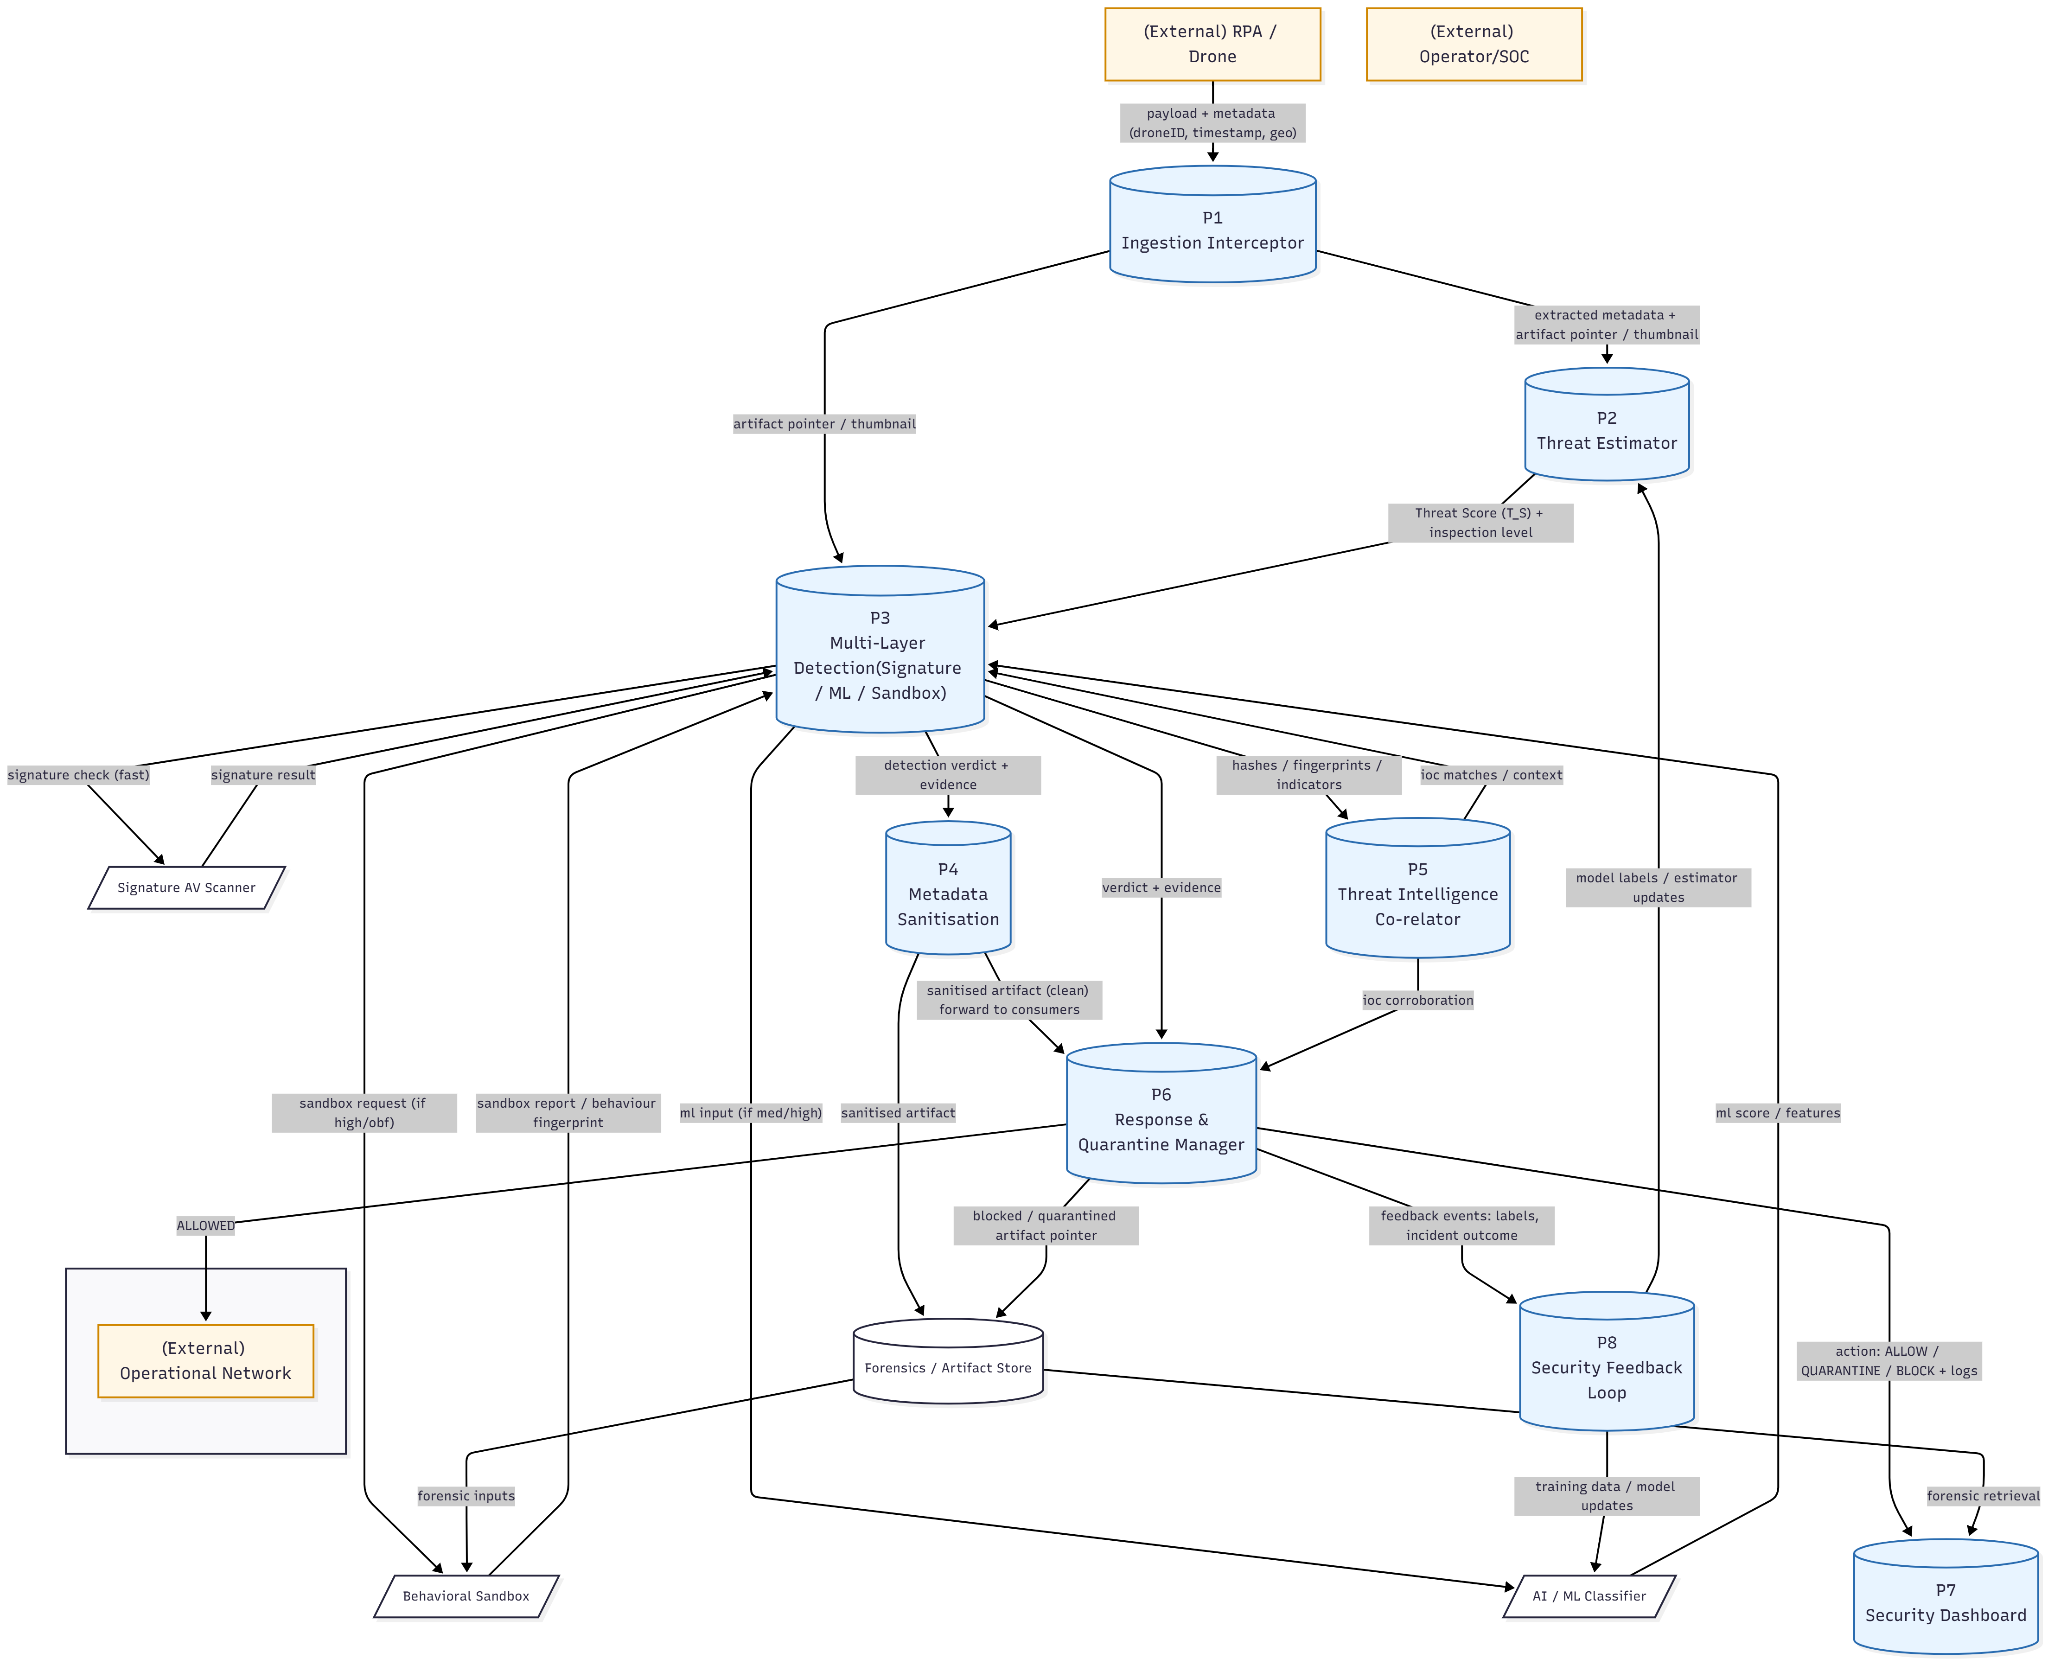 (External) RPA /
Drone
(External)
Operator/SOC
payload + metadata
(droneID, timestamp, geo)
P1
Ingestion Interceptor
extracted metadata +
artifact pointer / thumbnail
artifact pointer / thumbnail
P2
Threat Estimator
Threat Score (T_S) +
inspection level
P3
Multi-Layer
Detection(Signature
/ ML / Sandbox)
signature check (fast)
signature result
detection verdict +
evidence
hashes / fingerprints /
indicators
ioc matches / context
Signature AV Scanner
P4
Metadata
Sanitisation
verdict + evidence
P5
Threat Intelligence
Co-relator
model labels / estimator
updates
sanitised artifact (clean)
forward to consumers
ioc corroboration
sandbox request (if
high/obf)
sandbox report / behaviour
fingerprint
ml input (if med/high)
sanitised artifact
P6
Response &
Quarantine Manager
ml score / features
ALLOWED
blocked / quarantined
artifact pointer
feedback events: labels,
incident outcome
(External)
Operational Network
Forensics / Artifact Store
P8
Security Feedback
Loop
action: ALLOW /
QUARANTINE / BLOCK + logs
forensic inputs
training data / model
updates
forensic retrieval
Behavioral Sandbox
AI / ML Classifier
P7
Security Dashboard